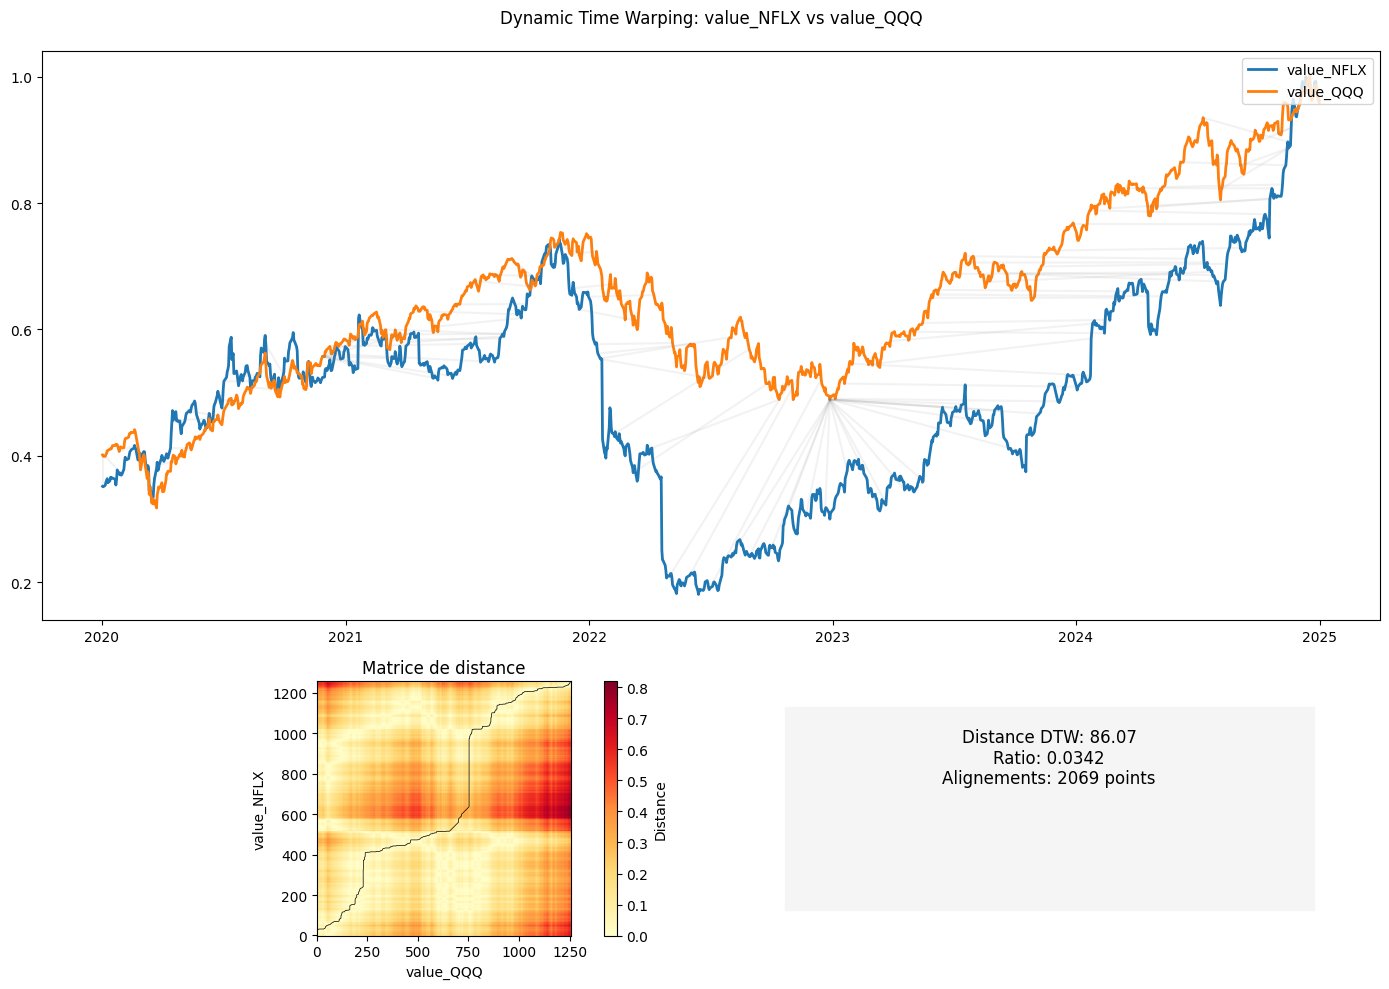 Dynamic Time Warping: value_NFLX vs value_QQQ
value_NFLX
value_QQQ
1.0
0.8
0.6
0.4
0.2
2020 2021 2022 2023 2024 2025
Matrice de distance
value_NFLX
1200
1000
800
600
400
200
0
0 250 500 750 1000 1250
value_QQQ
0.8
0.7
0.6
0.5
0.4
0.3
0.2
0.1
0.0
Distance
Distance DTW: 86.07
Ratio: 0.0342
Alignements: 2069 points